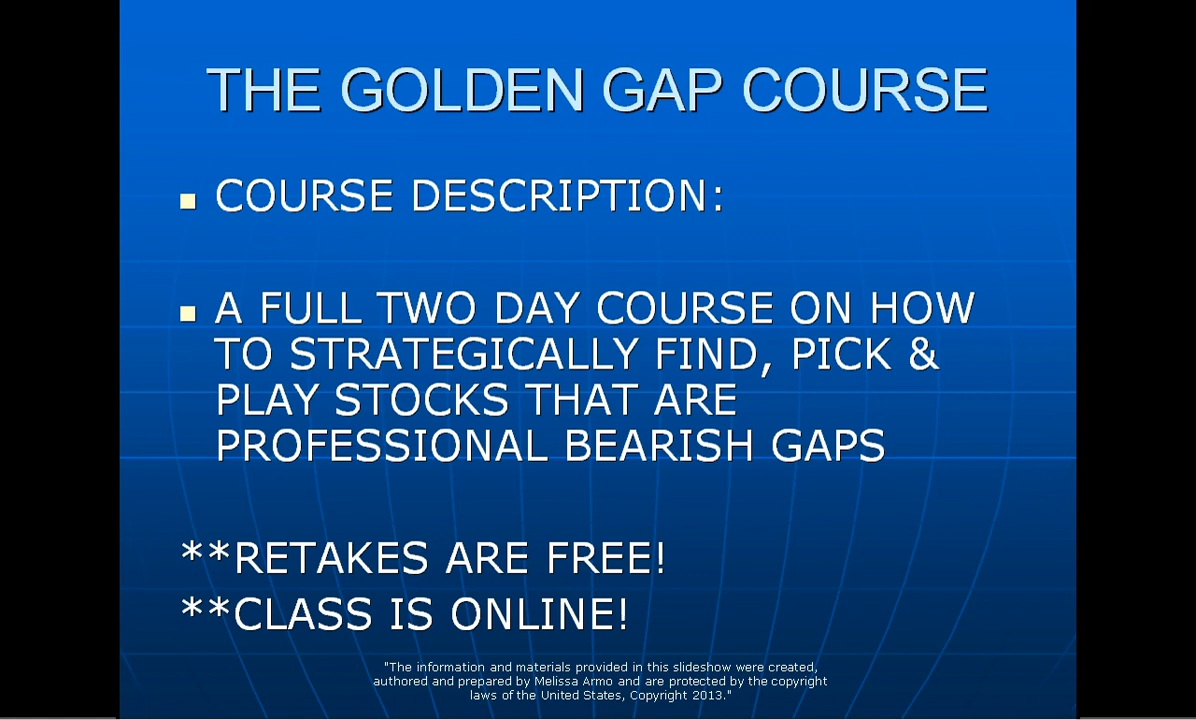 THE GOLDEN GAP COURSE
COURSE DESCRIPTION:
A FULL TWO DAY COURSE ON HOW
TO STRATEGICALLY FIND, PICK &
PLAY STOCKS THAT ARE
PROFESSIONAL BEARISH GAPS
**RETAKES ARE FREE!
**CLASS IS ONLINE!
"The information and materials provided in this slideshow were created,
authored and prepared by Melissa Armo and are protected by the copyright
laws of the United States, Copyright 2013."